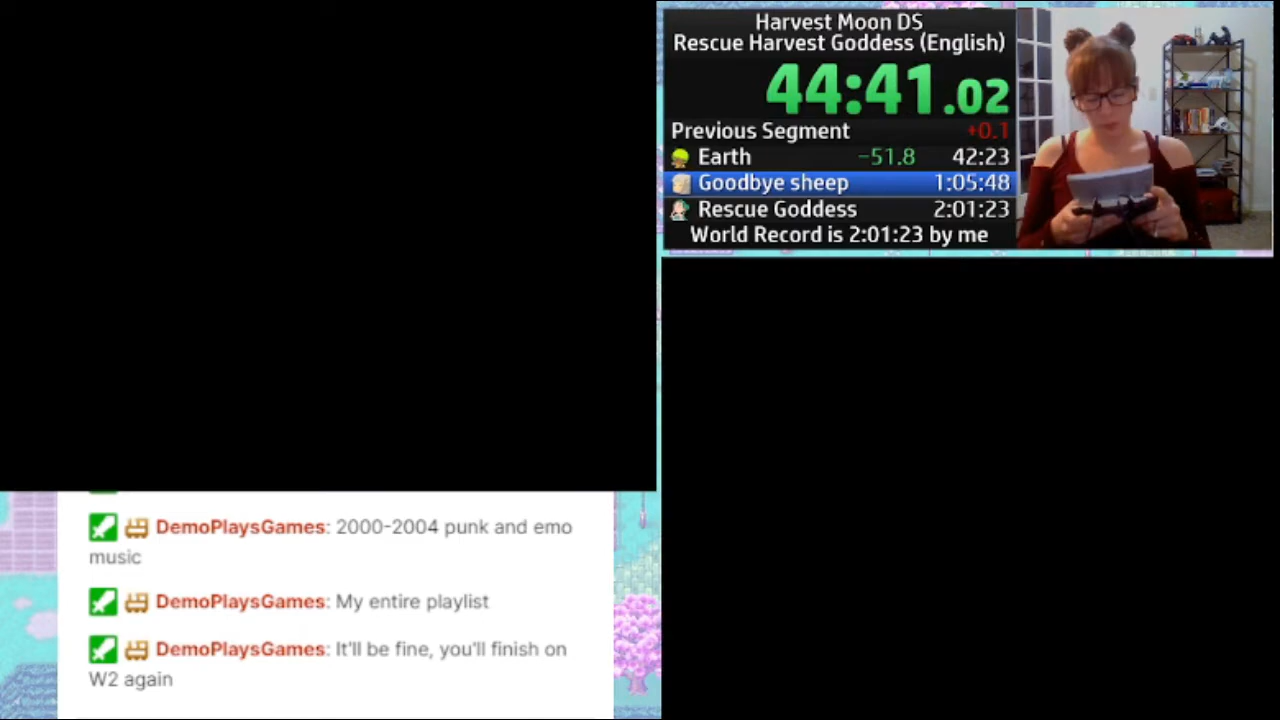 Harvest Moon DS
Rescue Harvest Goddess (English)
44:41.02
Previous Segment +0.1
Earth -51.8 42:23
Goodbye sheep 1:05:48
Rescue Goddess 2:01:23
World Record is 2:01:23 by me
DemoPlaysGames: 2000-2004 punk and emo
music
DemoPlaysGames: My entire playlist
DemoPlaysGames: It'll be fine, you'll finish on
W2 again